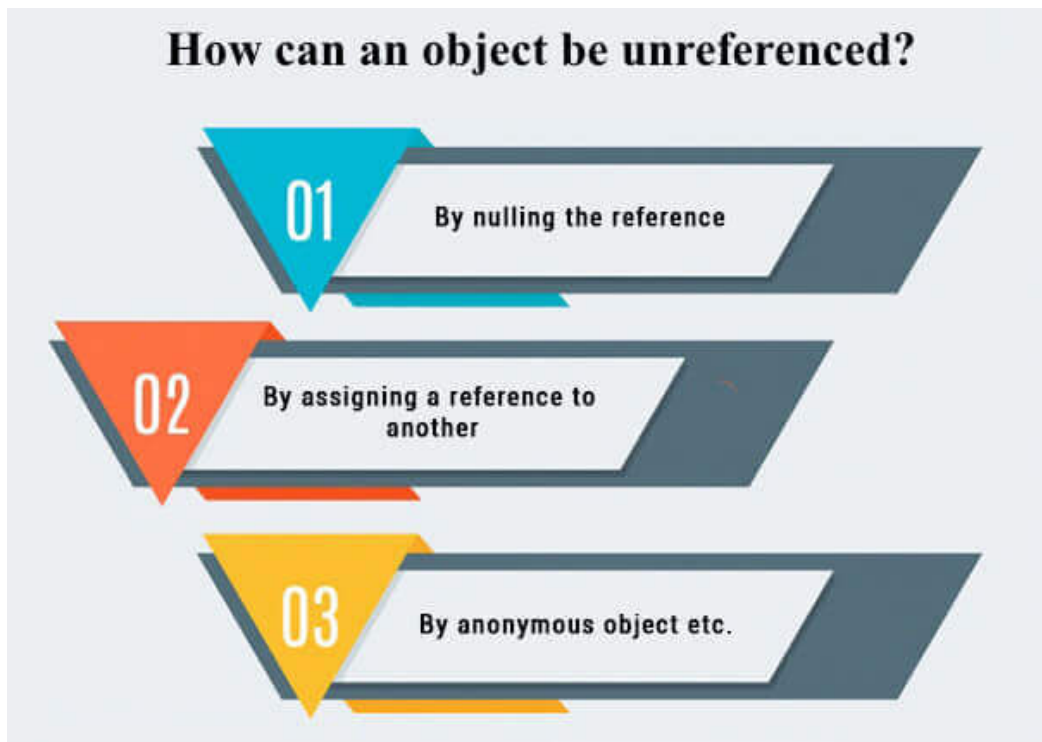 How can an object be unreferenced?
01
By nulling the reference
02
By assigning a reference to
another
03
By anonymous object etc.